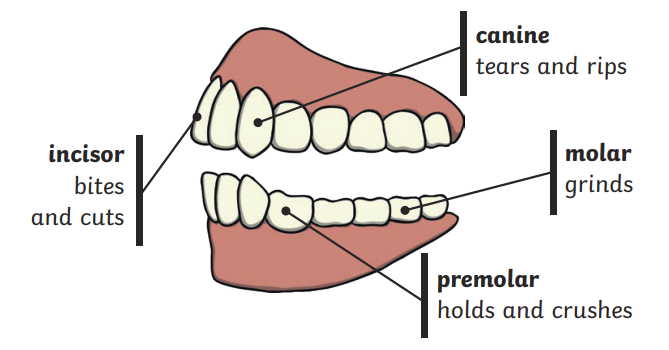 canine
tears and rips
incisor
bites
and cuts
molar
grinds
premolar
holds and crushes